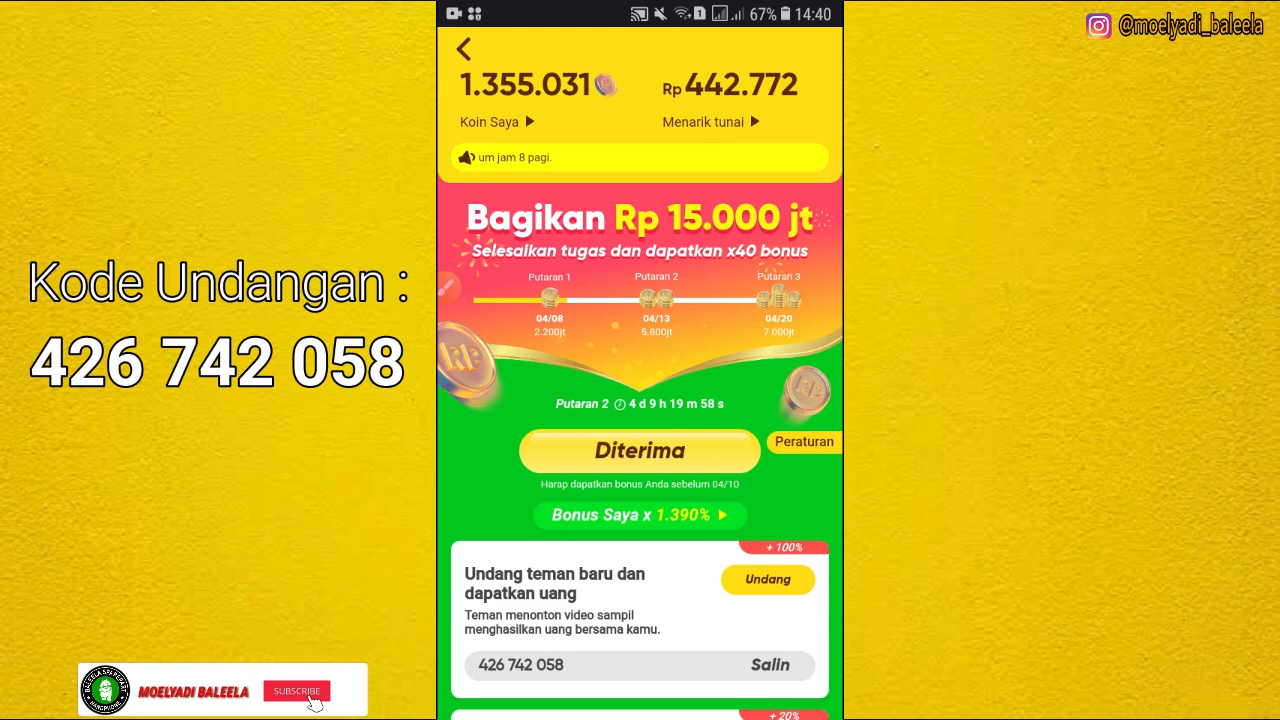 67% 14:40
@moelyadi_baleela
1.355.031
Rp 442.772
Koin Saya
Menarik tunai
um jam 8 pagi.
Bagikan Rp 15.000 jt
Selesaikan tugas dan dapatkan x40 bonus
Putaran 1
Putaran 2
Putaran 3
04/08
04/13
04/20
2.200jt
5.800jt
7.000jt
Kode Undangan :
426 742 058
Putaran 2 4 d 9 h 19 m 58 s
Diterima
Peraturan
Harap dapatkan bonus Anda sebelum 04/10
Bonus Saya x 1.390%
+ 100%
Undang teman baru dan
dapatkan uang
Undang
Teman menonton video sampil
menghasilkan uang bersama kamu.
426 742 058
Salin
MOELYADI BALEELA
SUBSCRIBE
+ 20%